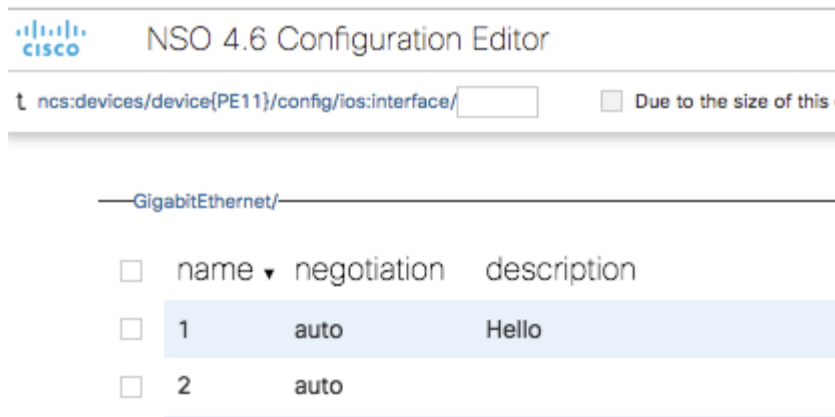 CISCO NSO 4.6 Configuration Editor
t ncs:devices/device{PE11}/config/ios:interface/ Due to the size of this
GigabitEthernet/
name negotiation description
1 auto Hello
2 auto